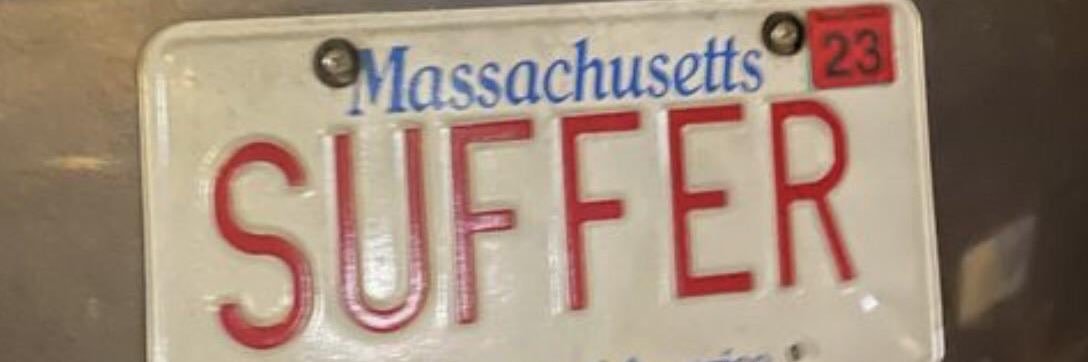 Massachusetts
23
SUFFER